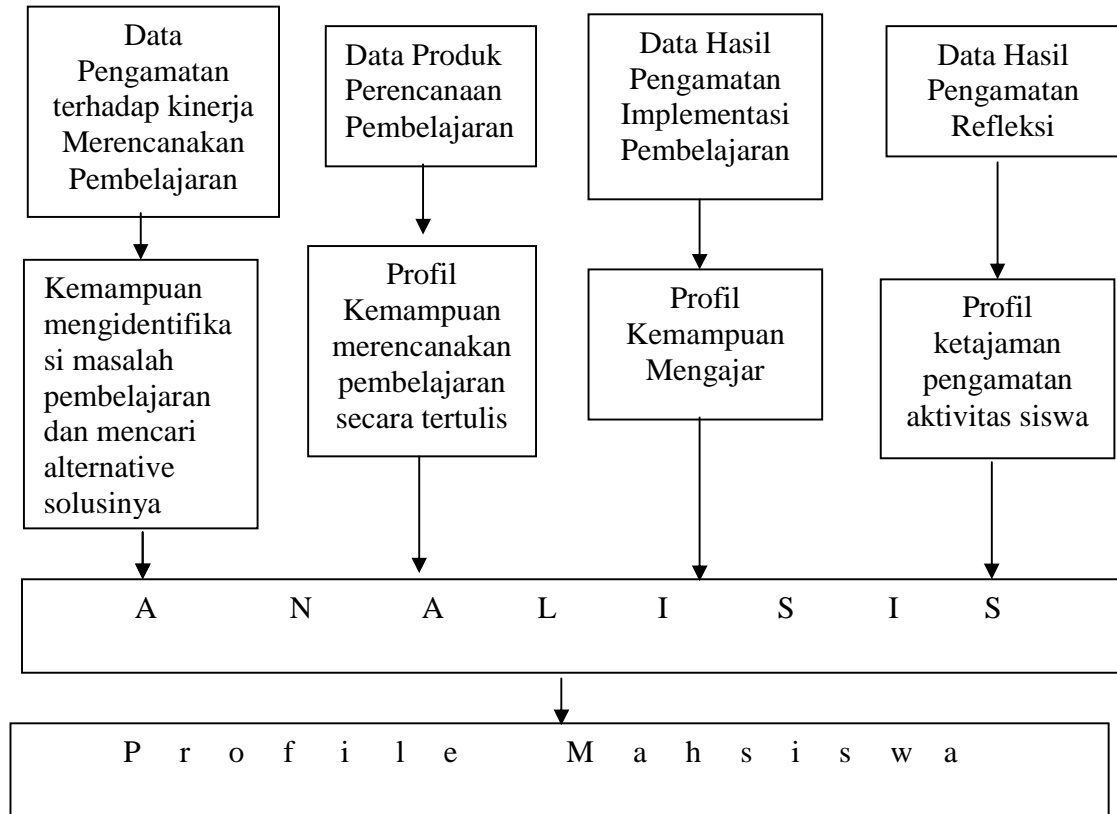 Data
Pengamatan
terhadap kinerja
Merencanakan
Pembelajaran
Data Produk
Perencanaan
Pembelajaran
Data Hasil
Pengamatan
Implementasi
Pembelajaran
Data Hasil
Pengamatan
Refleksi
Kemampuan
mengidentifika
si masalah
pembelajaran
dan mencari
alternative
solusinya
Profil
Kemampuan
merencanakan
pembelajaran
secara tertulis
Profil
Kemampuan
Mengajar
Profil
ketajaman
pengamatan
aktivitas siswa
A N A L I S I S
P r o f i l e M a h s i s w a